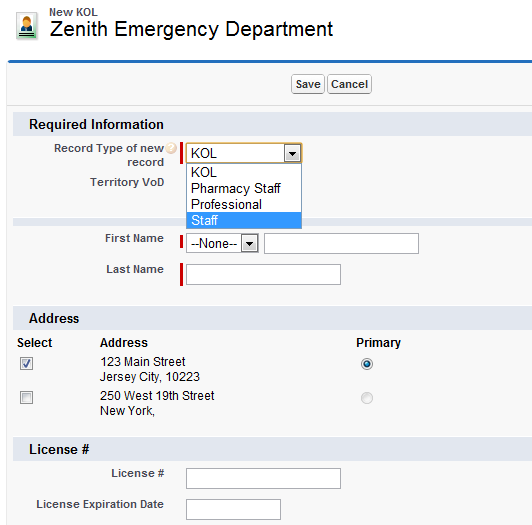 New KOL
Zenith Emergency Department
Save Cancel
Required Information
Record Type of new
record
KOL
KOL
Pharmacy Staff
Professional
Staff
Territory VoD
First Name
--None--
Last Name
Address
Select Address Primary
123 Main Street
Jersey City, 10223
250 West 19th Street
New York,
License #
License #
License Expiration Date